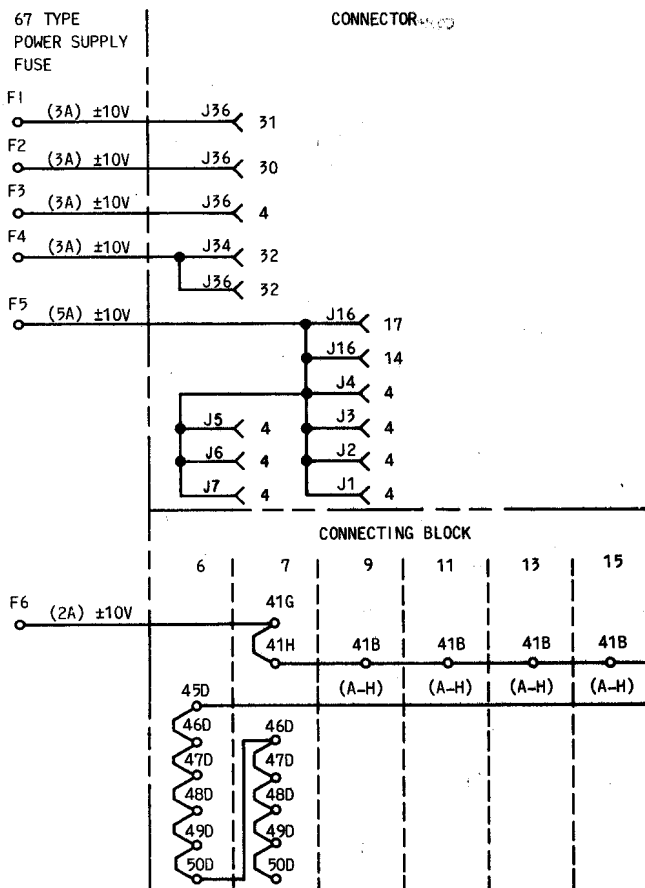 67 TYPE
POWER SUPPLY
FUSE
CONNECTOR
F1 (3A) ±10V J36 31
F2 (3A) ±10V J36 30
F3 (3A) ±10V J36 4
F4 (3A) ±10V J34 32
J36 32
F5 (5A) ±10V J16 17
J16 14
J4 4
J5 4 J3 4
J6 4 J2 4
J7 4 J1 4
CONNECTING BLOCK
6 7 9 11 13 15
F6 (2A) ±10V 41G
41H 41B 41B 41B 41B
(A-H) (A-H) (A-H) (A-H)
45D
46D 46D
47D 47D
48D 48D
49D 49D
50D 50D